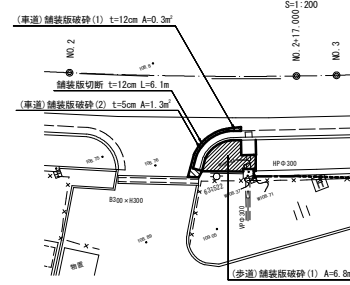 S=1:200
(車道)舗装版破砕(1) t=12cm A=0.3㎡
NO.2
NO.2+17.000
NO.3
舗装版切断 t=12cm L=6.1m
(車道)舗装版破砕(2) t=5cm A=1.3㎡
HPΦ300
B300×H300
VPΦ300
物置
(歩道)舗装版破砕(1) A=6.8m